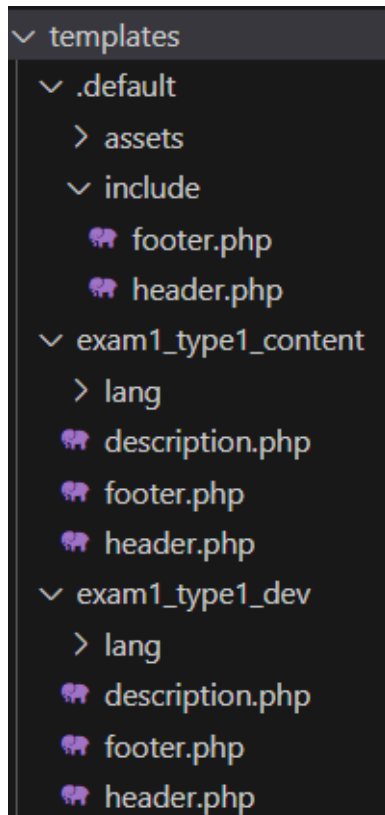 templates
.default
assets
include
footer.php
header.php
exam1_type1_content
lang
description.php
footer.php
header.php
exam1_type1_dev
lang
description.php
footer.php
header.php